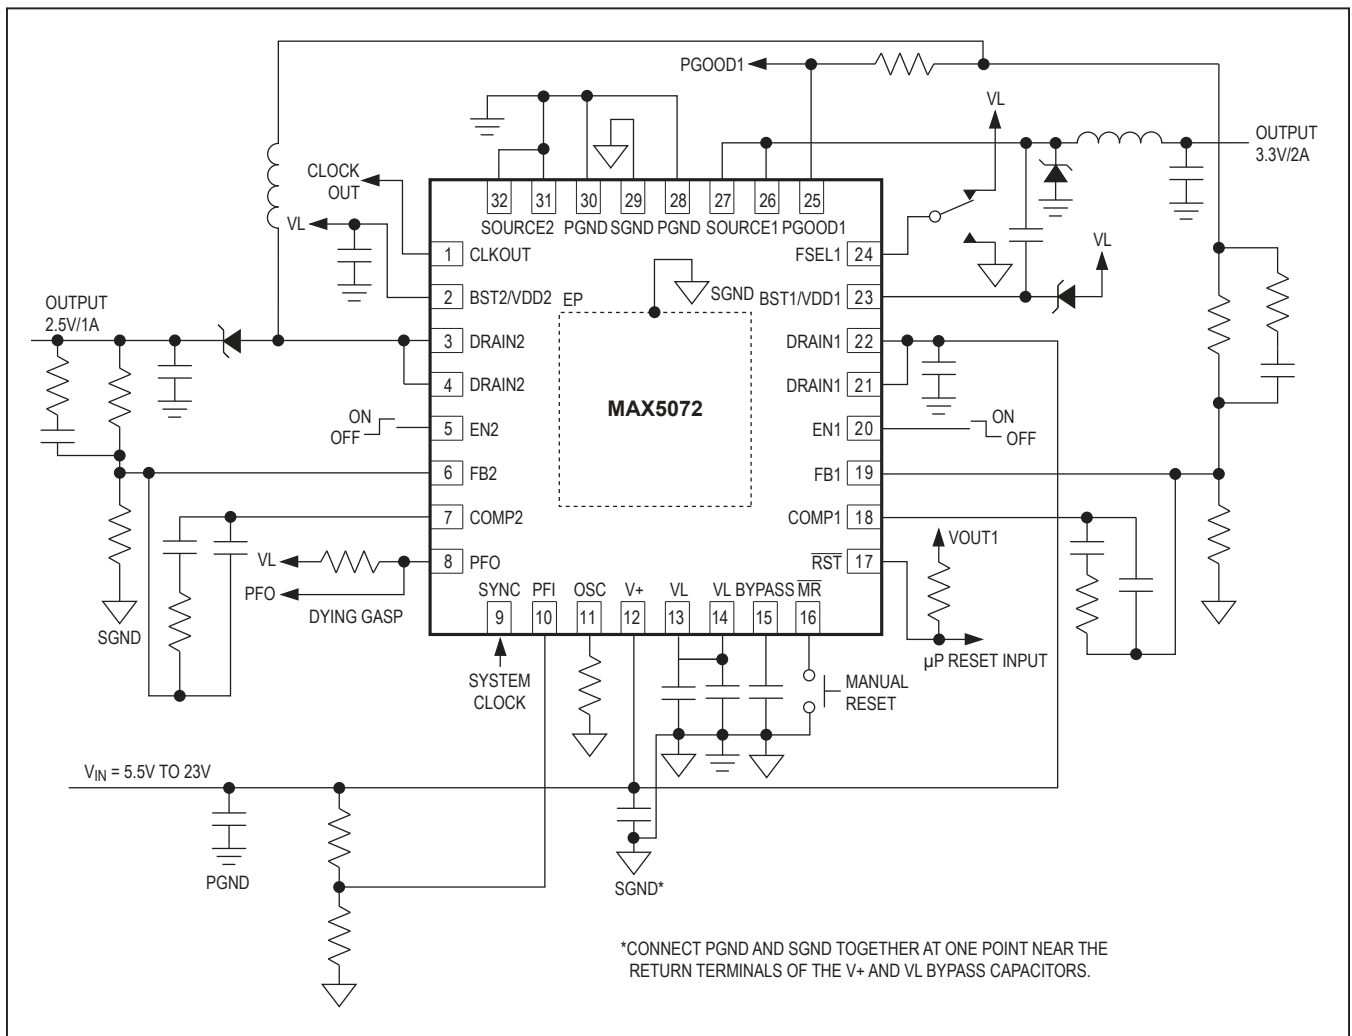 PGOOD1
VL
OUTPUT
3.3V/2A
CLOCK
OUT
VL
32 31 30 29 28 27 26 25
SOURCE2 PGND SGND PGND SOURCE1 PGOOD1
1 CLKOUT
FSEL1 24
VL
2 BST2/VDD2
EP
SGND
BST1/VDD1 23
OUTPUT
2.5V/1A
3 DRAIN2
DRAIN1 22
4 DRAIN2
DRAIN1 21
MAX5072
ON
OFF
5 EN2
EN1 20
ON
OFF
6 FB2
FB1 19
7 COMP2
COMP1 18
VOUT1
VL
8 PFO
RST 17
PFO
DYING GASP
SYNC PFI OSC V+ VL VL BYPASS MR
9 10 11 12 13 14 15 16
SGND
µP RESET INPUT
SYSTEM
CLOCK
MANUAL
RESET
VIN = 5.5V TO 23V
PGND
SGND*
*CONNECT PGND AND SGND TOGETHER AT ONE POINT NEAR THE
RETURN TERMINALS OF THE V+ AND VL BYPASS CAPACITORS.